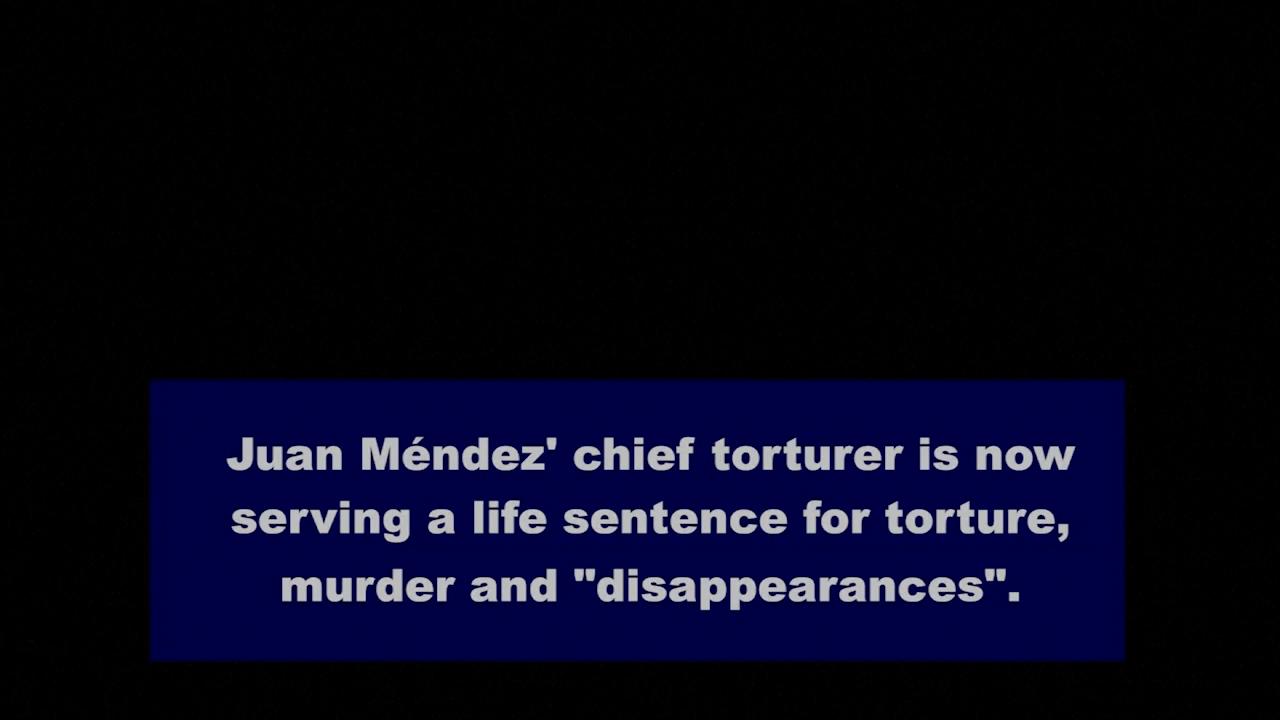 Juan Méndez' chief torturer is now
serving a life sentence for torture,
murder and "disappearances".